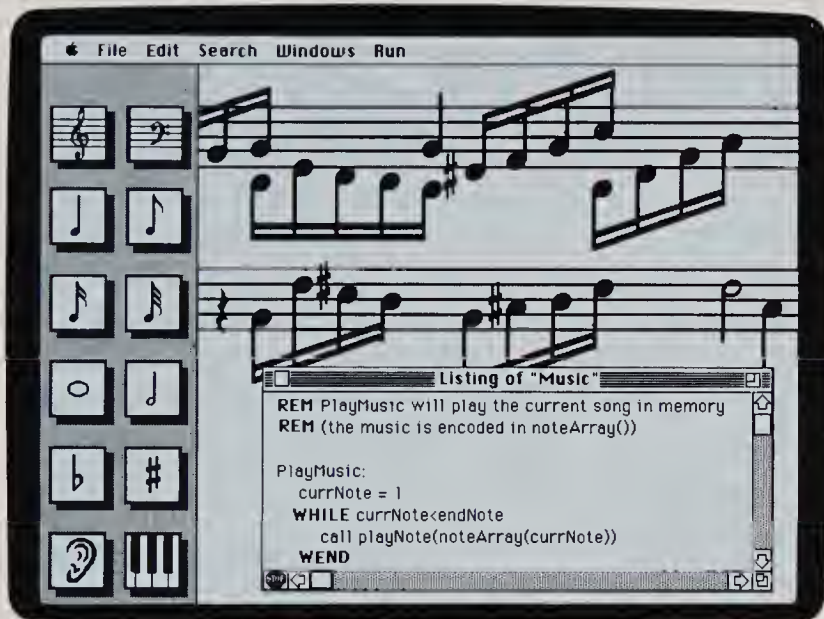 File Edit Search Windows Run
Listing of "Music"
REM PlayMusic will play the current song in memory
REM (the music is encoded in noteArray())
PlayMusic:
currNote = 1
WHILE currNote<endNote
call playNote(noteArray(currNote))
WEND
STOP